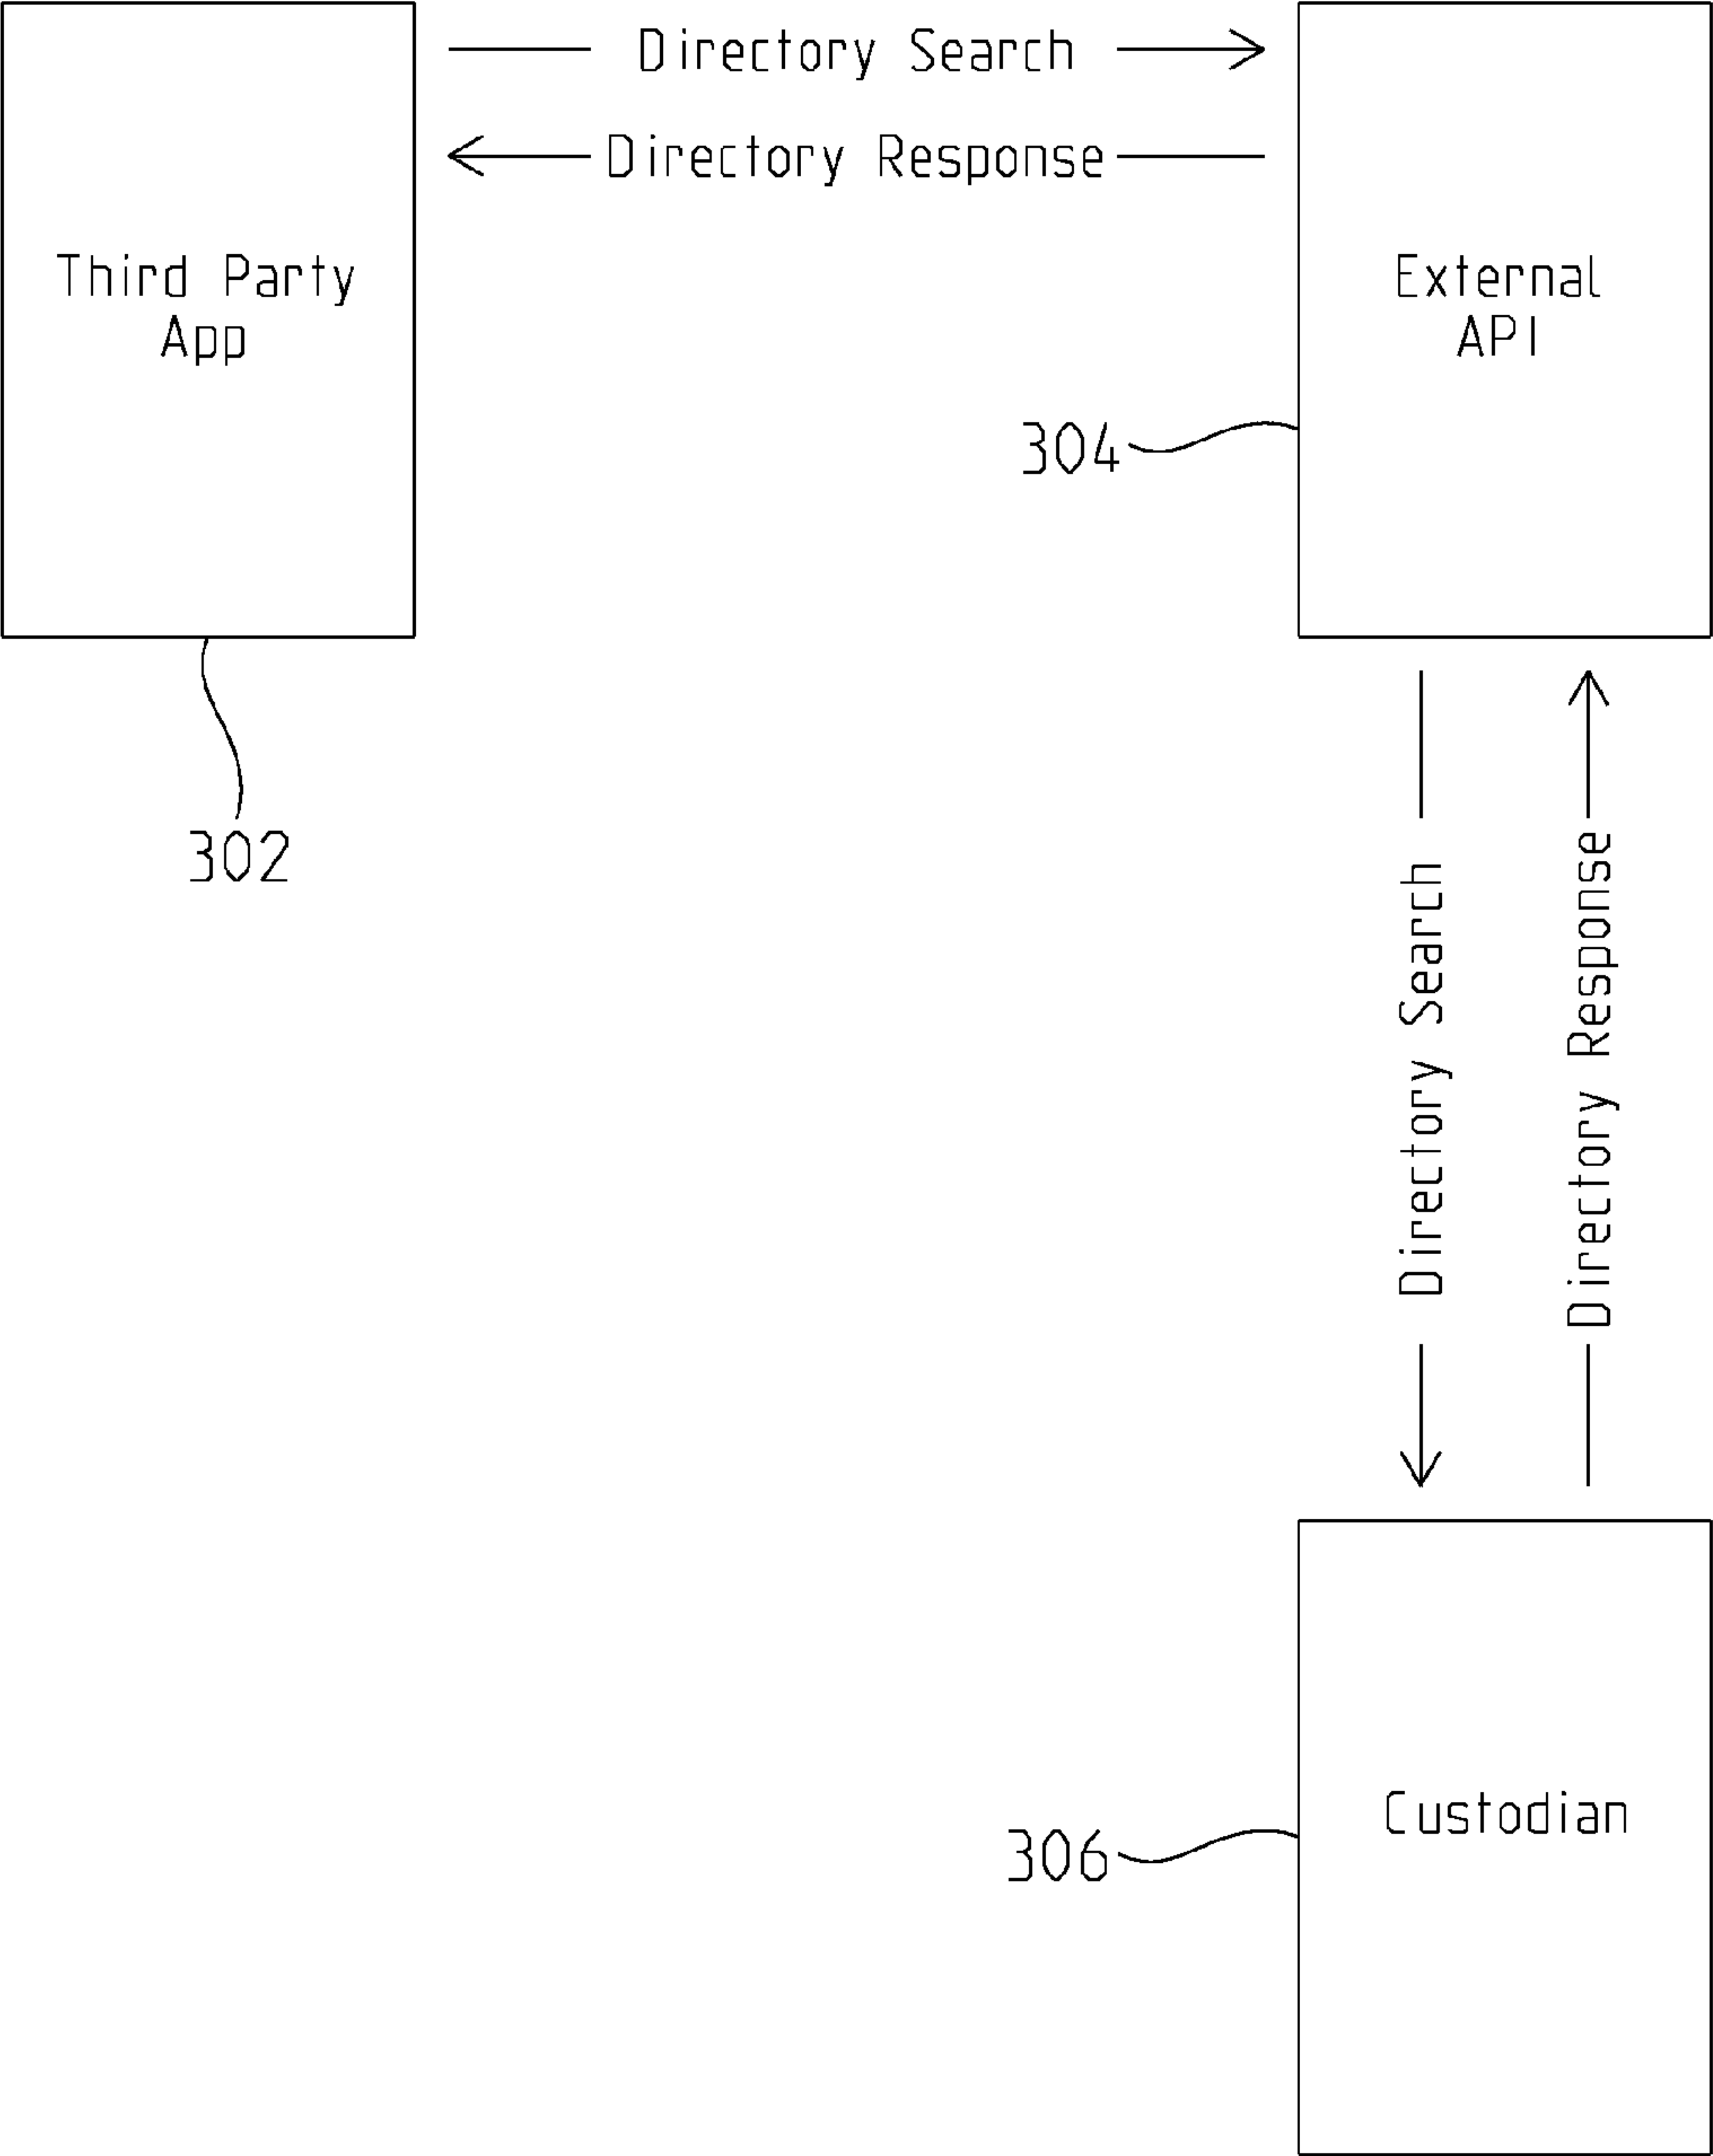 Directory Search
Directory Response
Third Party
App
External
API
304
302
Directory Search
Directory Response
Custodian
306